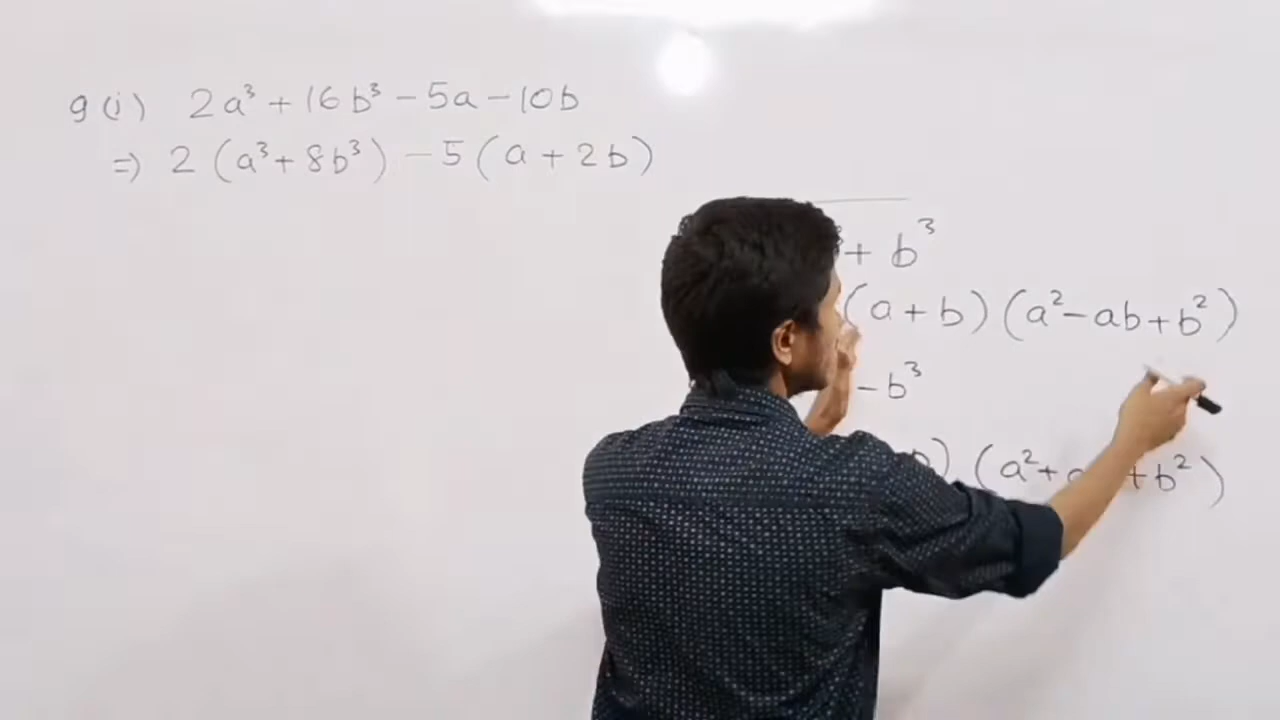 9 (i) 2a³ + 16b³ - 5a - 10b
=) 2 (a³ + 8b³) - 5 (a + 2b)
+ b³
(a + b) (a² - ab + b²)
- b³
) (a² + a + b²)